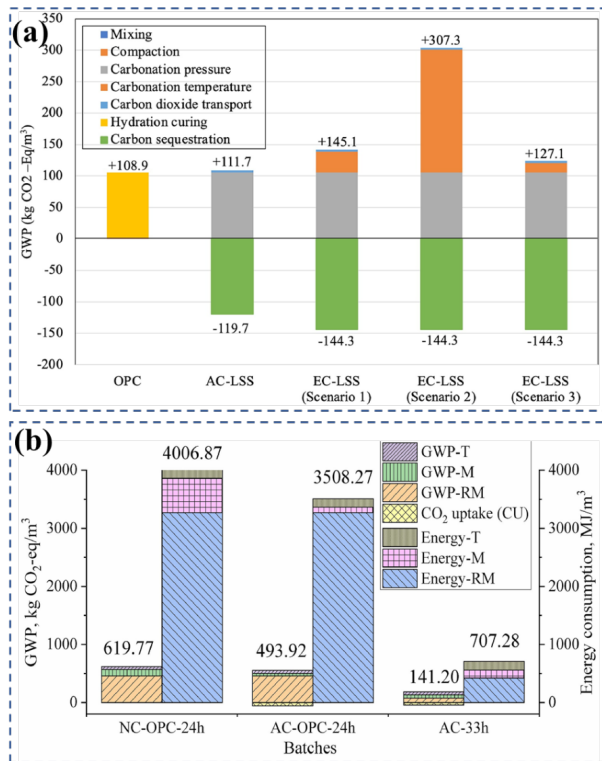 (a)
350
300
250
200
150
100
50
0
-50
-100
-150
-200
GWP (kg CO2 –Eq/m³)
Mixing
Compaction
Carbonation pressure
Carbonation temperature
Carbon dioxide transport
Hydration curing
Carbon sequestration
+108.9
+111.7
+145.1
+307.3
+127.1
-119.7
-144.3
-144.3
-144.3
OPC
AC-LSS
EC-LSS
(Scenario 1)
EC-LSS
(Scenario 2)
EC-LSS
(Scenario 3)
(b)
4000
3000
2000
1000
0
GWP, kg CO₂-eq/m³
4006.87
3508.27
619.77
493.92
141.20
707.28
GWP-T
GWP-M
GWP-RM
CO₂ uptake (CU)
Energy-T
Energy-M
Energy-RM
4000
3000
2000
1000
0
Energy consumption, MJ/m³
NC-OPC-24h
AC-OPC-24h
AC-33h
Batches